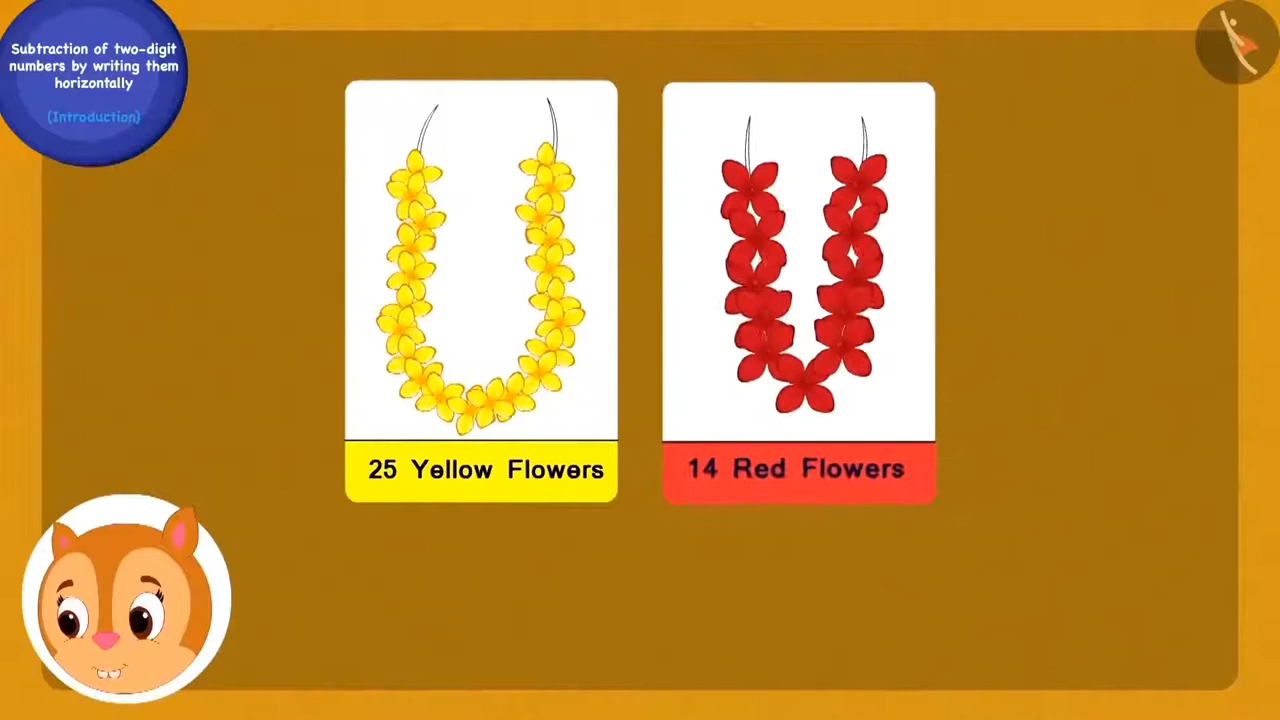 Subtraction of two-digit
numbers by writing them
horizontally
(Introduction)
25 Yellow Flowers
14 Red Flowers